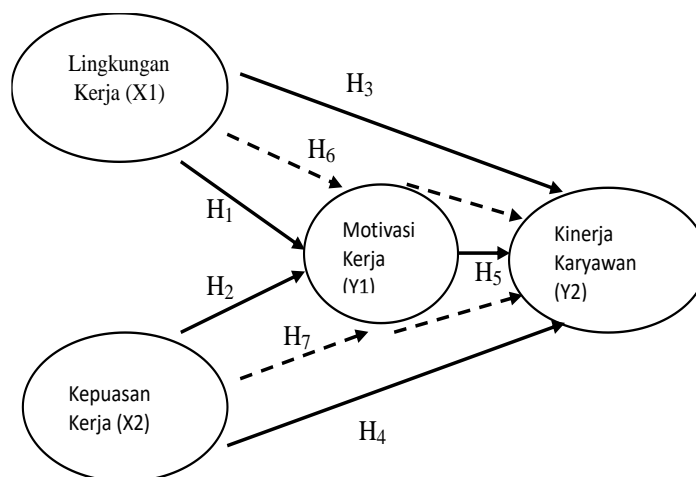 Lingkungan
Kerja (X1)
H3
H6
H1
Motivasi
Kerja
(Y1)
Kinerja
Karyawan
(Y2)
H5
H2
H7
Kepuasan
Kerja (X2)
H4